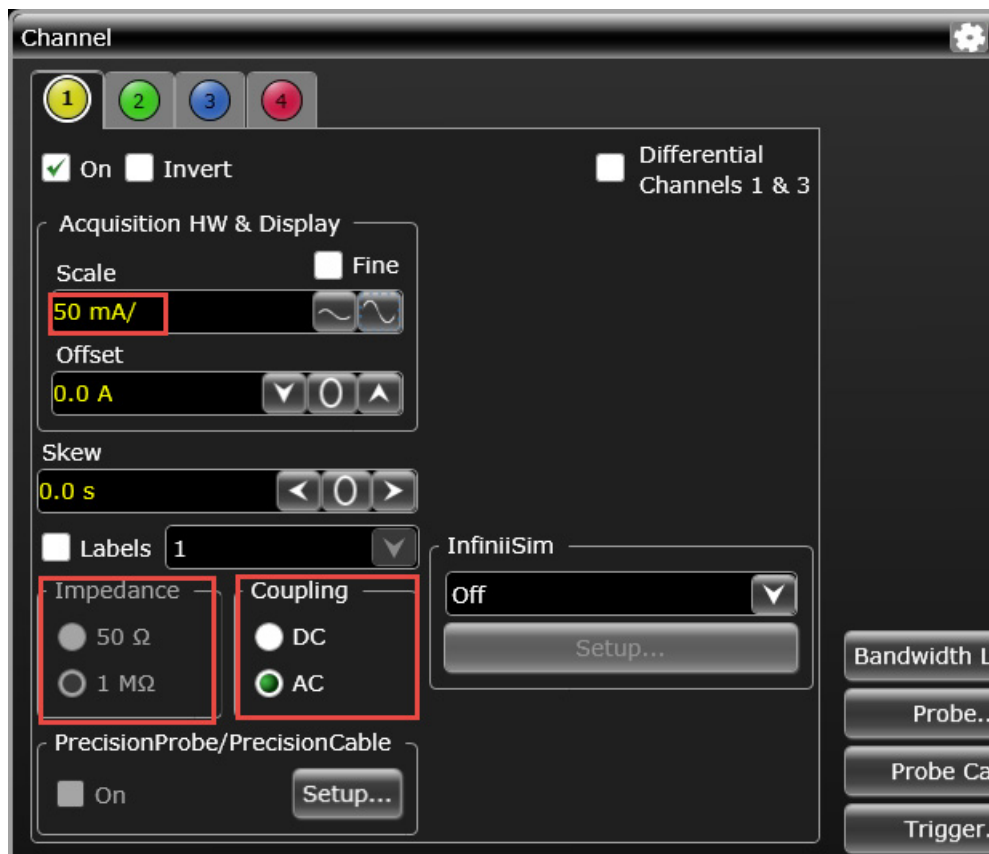 Channel
1 2 3 4
On Invert
Differential
Channels 1 & 3
Acquisition HW & Display
Scale Fine
50 mA/
Offset
0.0 A
Skew
0.0 s
Labels 1
InfiniiSim
Off
Setup...
Impedance
50 Ω
1 MΩ
Coupling
DC
AC
PrecisionProbe/PrecisionCable
On Setup...
Bandwidth L
Probe..
Probe Ca
Trigger.